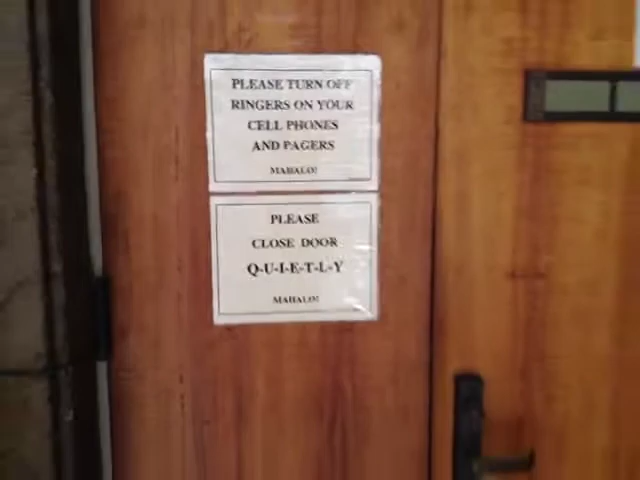 PLEASE TURN OFF
RINGERS ON YOUR
CELL PHONES
AND PAGERS
MAHALO!
PLEASE
CLOSE DOOR
Q-U-I-E-T-L-Y
MAHALO!